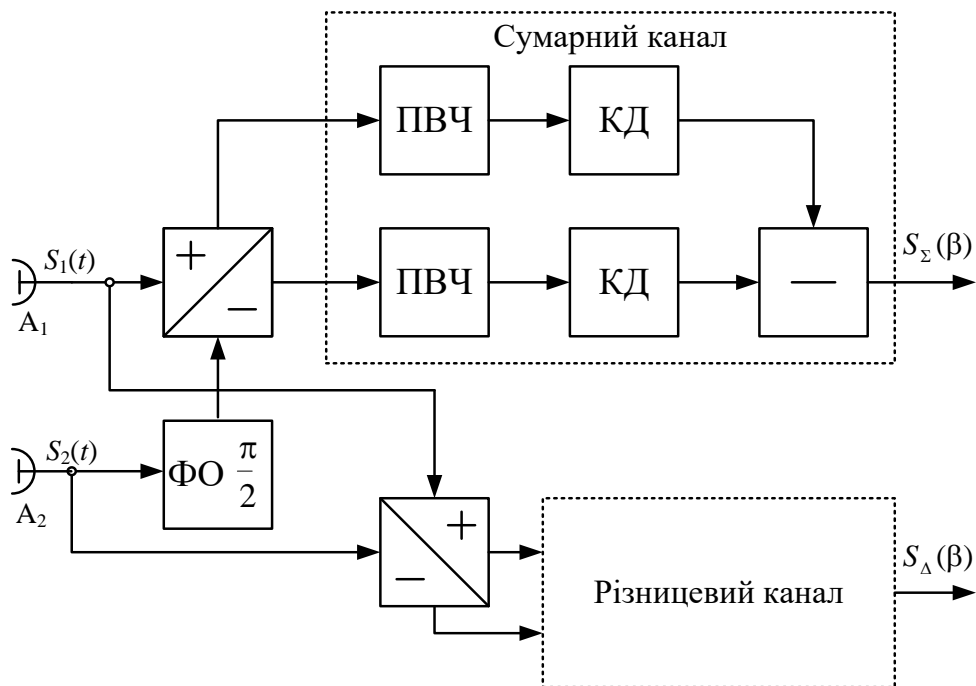 Сумарний канал
ПВЧ
КД
+
−
S₁(t)
A₁
ПВЧ
КД
—
S_Σ(β)
S₂(t)
A₂
ФО π/2
+
−
Різницевий канал
S_Δ(β)